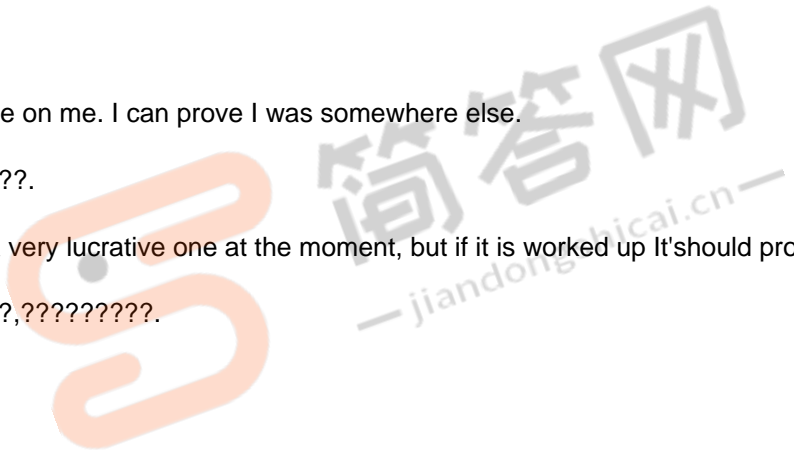 e on me. I can prove I was somewhere else.
??.
very lucrative one at the moment, but if it is worked up It'should pro
?,?????????.
简答网
jiandongshicai.cn